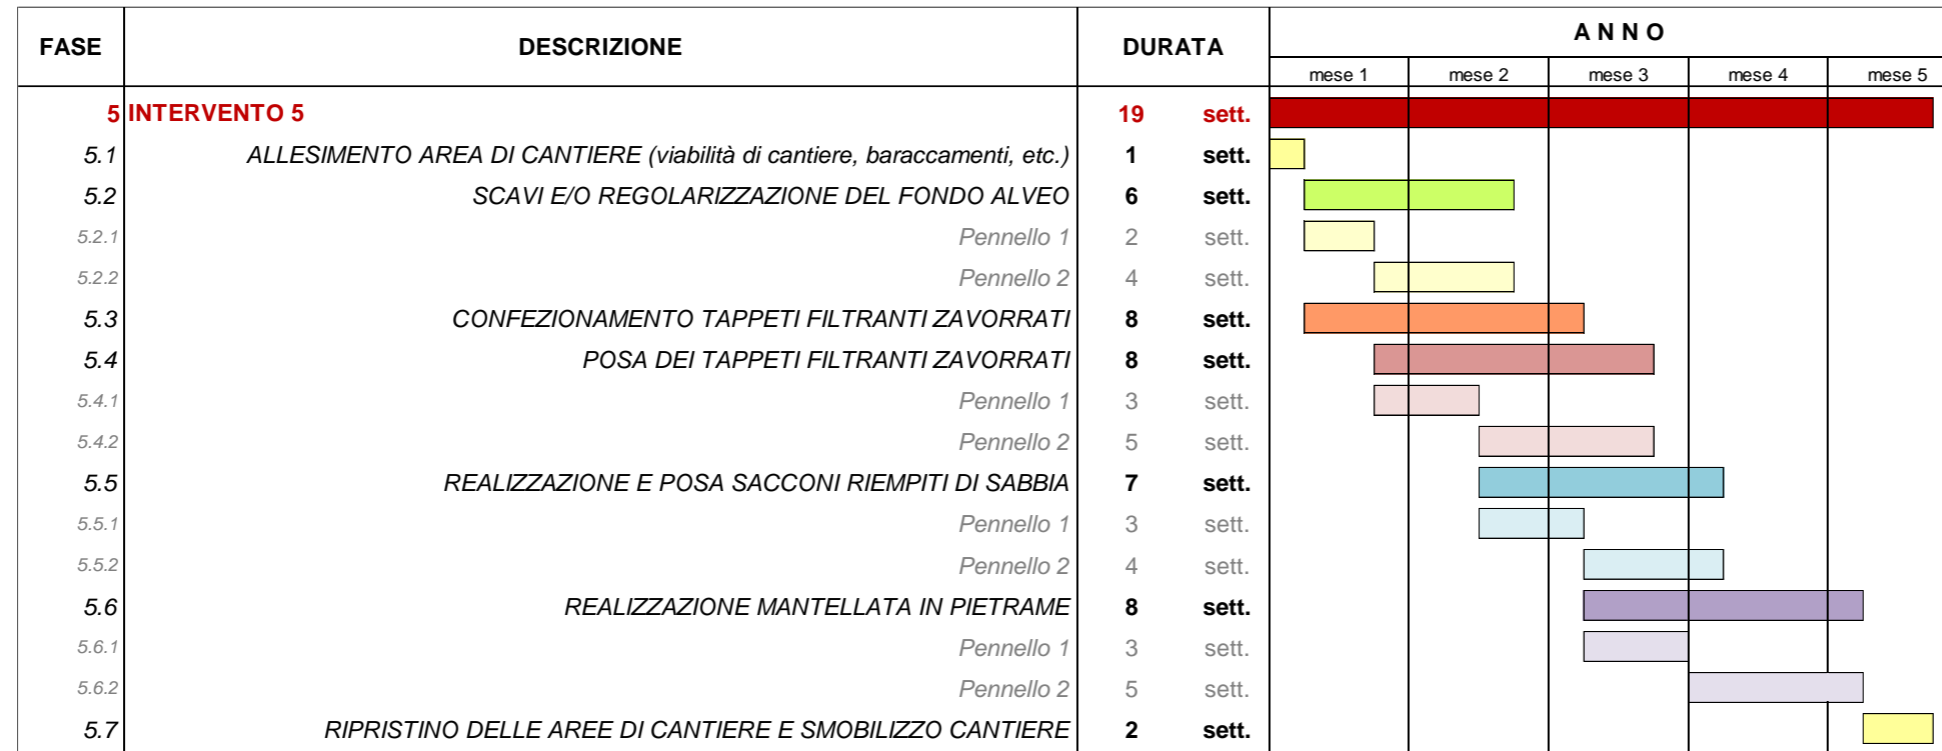 FASE DESCRIZIONE DURATA A N N O
mese 1 mese 2 mese 3 mese 4 mese 5
5 INTERVENTO 5 19 sett.
5.1 ALLESIMENTO AREA DI CANTIERE (viabilità di cantiere, baraccamenti, etc.) 1 sett.
5.2 SCAVI E/O REGOLARIZZAZIONE DEL FONDO ALVEO 6 sett.
5.2.1 Pennello 1 2 sett.
5.2.2 Pennello 2 4 sett.
5.3 CONFEZIONAMENTO TAPPETI FILTRANTI ZAVORRATI 8 sett.
5.4 POSA DEI TAPPETI FILTRANTI ZAVORRATI 8 sett.
5.4.1 Pennello 1 3 sett.
5.4.2 Pennello 2 5 sett.
5.5 REALIZZAZIONE E POSA SACCONI RIEMPITI DI SABBIA 7 sett.
5.5.1 Pennello 1 3 sett.
5.5.2 Pennello 2 4 sett.
5.6 REALIZZAZIONE MANTELLATA IN PIETRAME 8 sett.
5.6.1 Pennello 1 3 sett.
5.6.2 Pennello 2 5 sett.
5.7 RIPRISTINO DELLE AREE DI CANTIERE E SMOBILIZZO CANTIERE 2 sett.